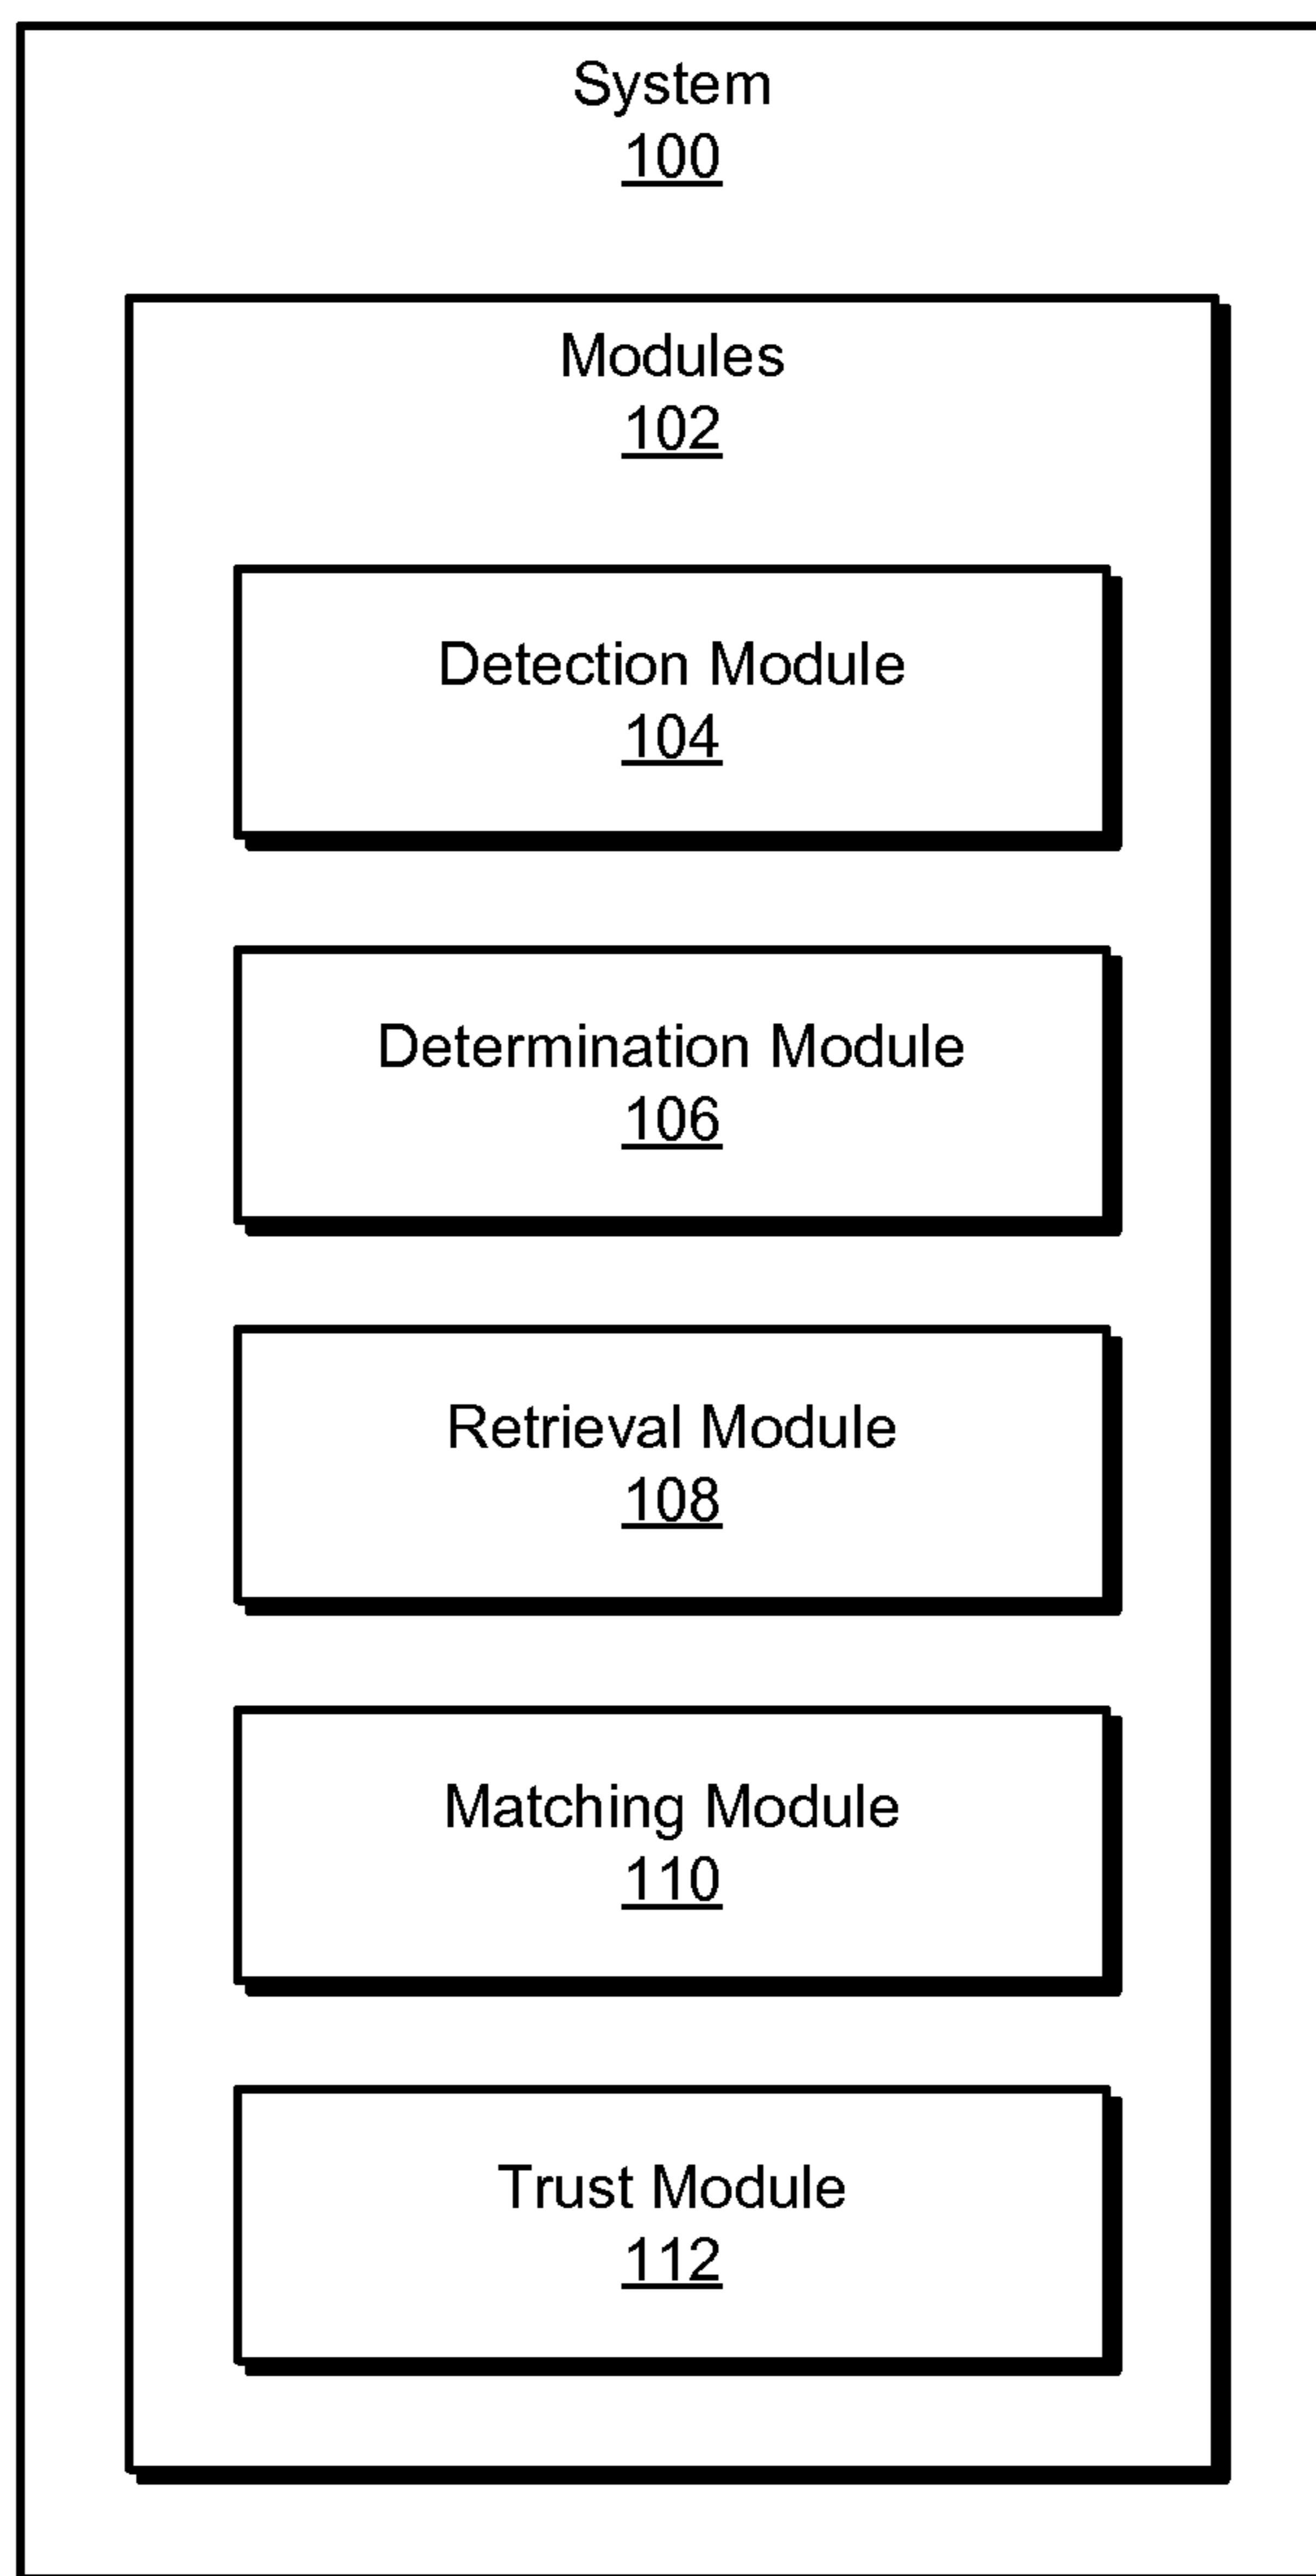 System
100
Modules
102
Detection Module
104
Determination Module
106
Retrieval Module
108
Matching Module
110
Trust Module
112